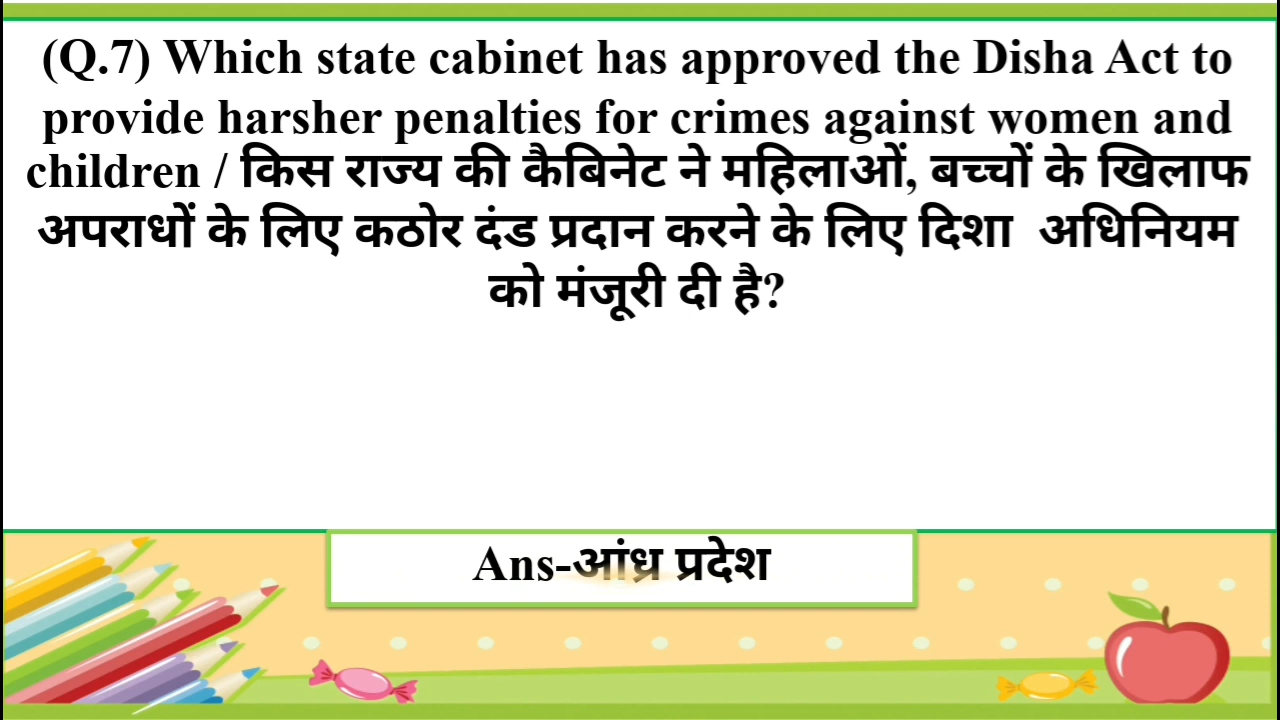 (Q.7) Which state cabinet has approved the Disha Act to
provide harsher penalties for crimes against women and
children / किस राज्य की कैबिनेट ने महिलाओं, बच्चों के खिलाफ
अपराधों के लिए कठोर दंड प्रदान करने के लिए दिशा अधिनियम
को मंजूरी दी है?
Ans-आंध्र प्रदेश